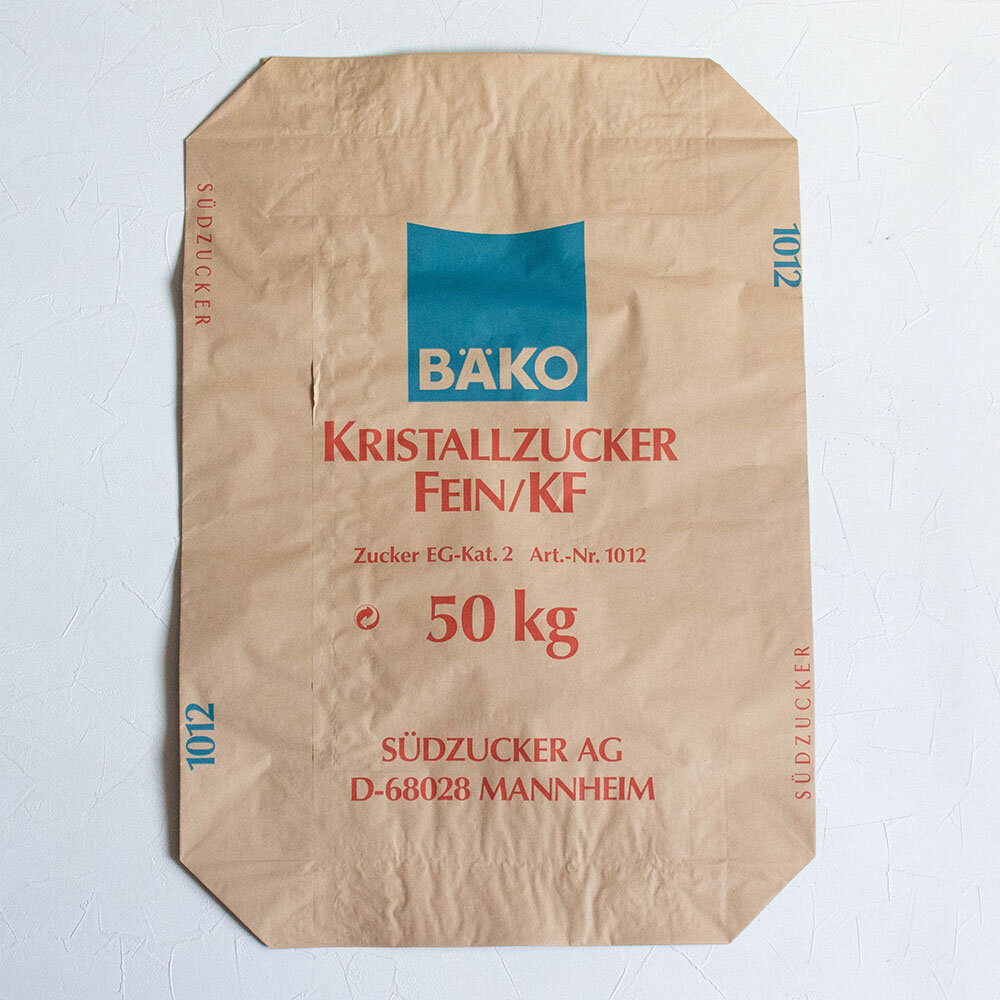 SÜDZUCKER
1012
BÄKO
KRISTALLZUCKER
FEIN/KF
Zucker EG-Kat. 2 Art.-Nr. 1012
50 kg
1012
SÜDZUCKER
SÜDZUCKER AG
D-68028 MANNHEIM